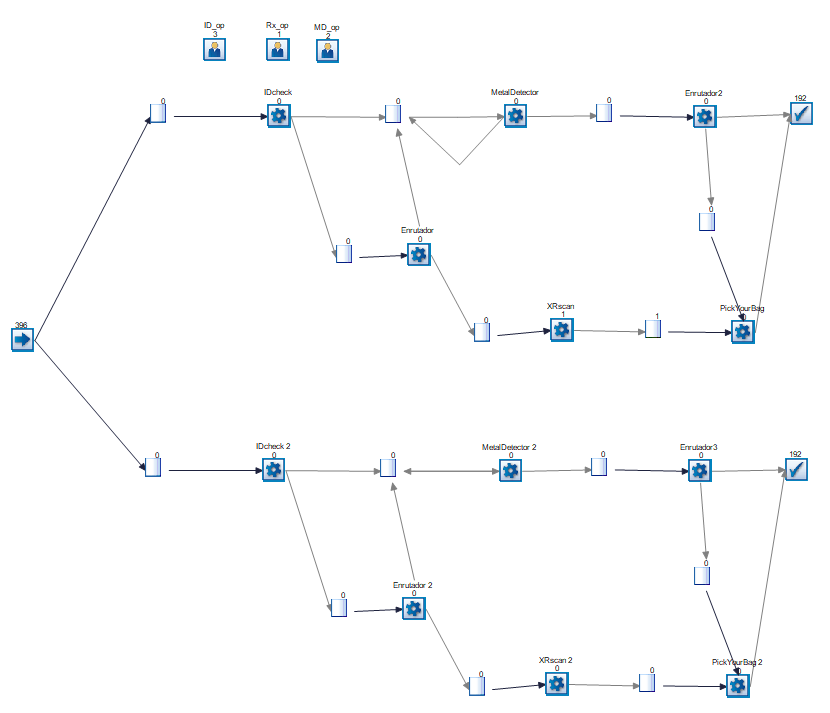 ID_op
3
Rx_op
1
MD_op
2
0
IDcheck
0
0
MetalDetector
0
0
Enrutador2
0
192
0
Enrutador
0
0
396
0
XRscan
1
1
PickYourBag
0
0
IDcheck 2
0
0
MetalDetector 2
0
0
Enrutador3
0
192
0
Enrutador 2
0
0
0
XRscan 2
0
0
PickYourBag 2
0